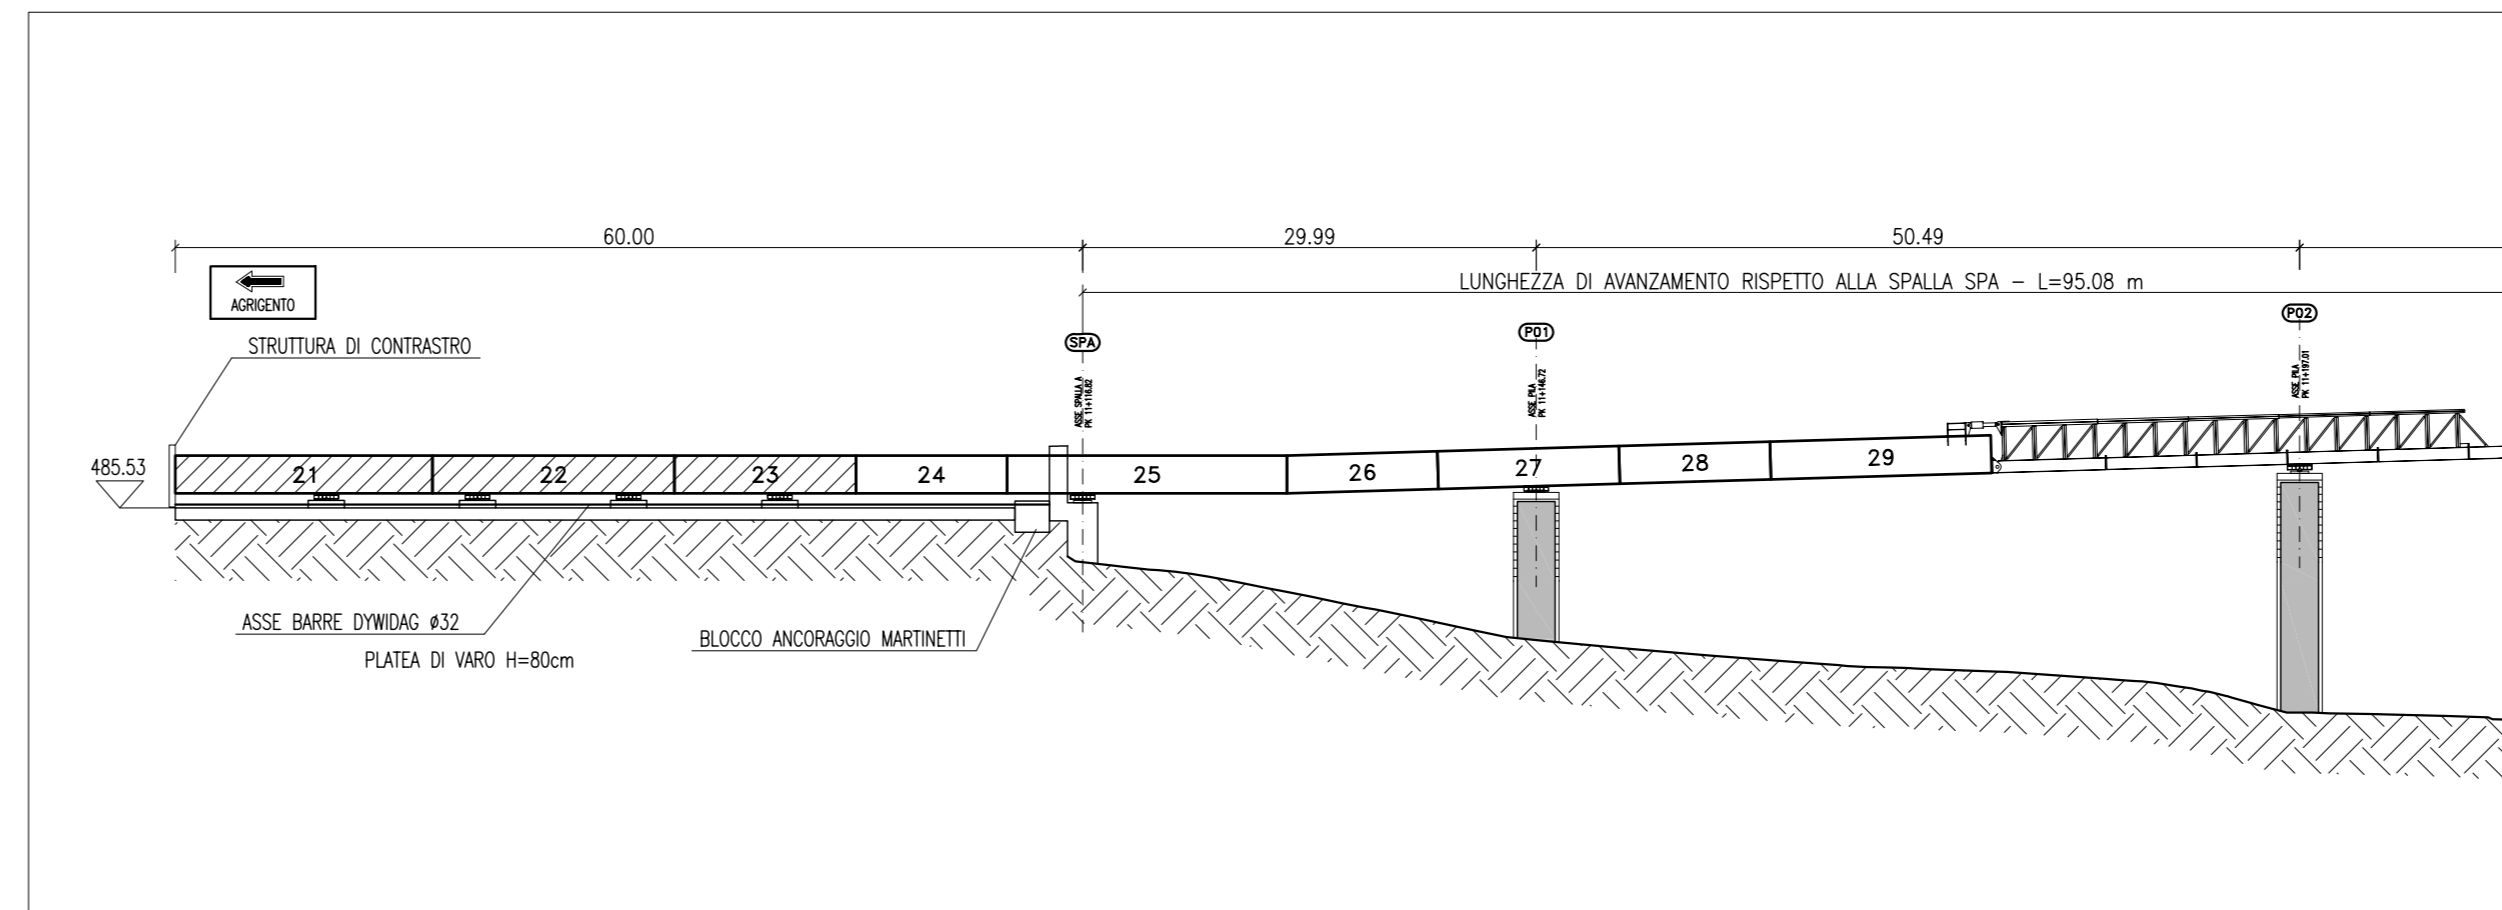 60.00
29.99
50.49
LUNGHEZZA DI AVANZAMENTO RISPETTO ALLA SPALLA SPA – L=95.08 m
AGRIGENTO
STRUTTURA DI CONTRASTRO
SPA
P01
P02
ASSE SPALLA A
PK 11+116.82
ASSE PILA
PK 11+146.72
ASSE PILA
PK 11+197.01
485.53
21
22
23
24
25
26
27
28
29
ASSE BARRE DYWIDAG ø32
BLOCCO ANCORAGGIO MARTINETTI
PLATEA DI VARO H=80cm